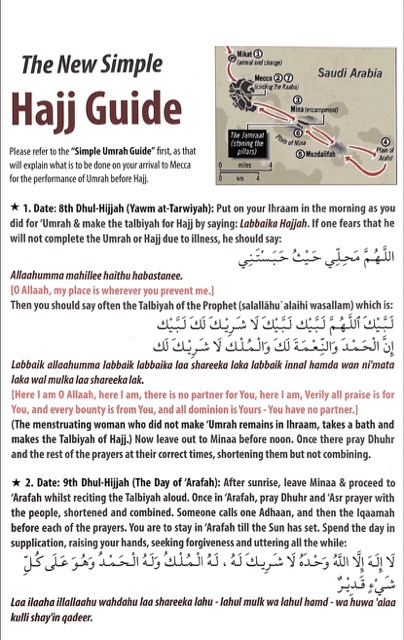 The New Simple
Hajj Guide
Please refer to the "Simple Umrah Guide" first, as that
will explain what is to be done on your arrival to Mecca
for the performance of Umrah before Hajj.
Mikat ①
(arrival and change)
Mecca ② ⑦
(circling the Kaaba)
Saudi Arabia
③
Mina (encampment)
The Jamraat
(stoning the
pillars)
⑥
Plain of Mina
⑤ Muzdalifah
④
Plain of
Arafat
0 miles 4
0 km 4
★ 1. Date: 8th Dhul-Hijjah (Yawm at-Tarwiyah): Put on your Ihraam in the morning as you
did for 'Umrah & make the talbiyah for Hajj by saying: Labbaika Hajjah. If one fears that he
will not complete the Umrah or Hajj due to illness, he should say:
اللَّهُمَّ مَحِلِّي حَيْثُ حَبَسْتَنِي
Allaahumma mahillee haithu habastanee.
[O Allaah, my place is wherever you prevent me.]
Then you should say often the Talbiyah of the Prophet (salallãhu`alaihi wasallam) which is:
لَبَّيْكَ اَللَّهُمَّ لَبَّيْكَ لَبَّيْكَ لَا شَرِيْكَ لَكَ لَبَّيْكَ
إِنَّ الْحَمْدَ وَالنِّعْمَةَ لَكَ وَالْمُلْكَ لَا شَرِيْكَ لَكَ
Labbaik allaahumma labbaik labbaika laa shareeka laka labbaik innal hamda wan ni'mata
laka wal mulka laa shareeka lak.
[Here I am O Allaah, here I am, there is no partner for You, here I am, Verily all praise is for
You, and every bounty is from You, and all dominion is Yours - You have no partner.]
(The menstruating woman who did not make 'Umrah remains in Ihraam, takes a bath and
makes the Talbiyah of Hajj.) Now leave out to Minaa before noon. Once there pray Dhuhr
and the rest of the prayers at their correct times, shortening them but not combining.
★ 2. Date: 9th Dhul-Hijjah (The Day of 'Arafah): After sunrise, leave Minaa & proceed to
'Arafah whilst reciting the Talbiyah aloud. Once in 'Arafah, pray Dhuhr and 'Asr prayer with
the people, shortened and combined. Someone calls one Adhaan, and then the Iqaamah
before each of the prayers. You are to stay in 'Arafah till the Sun has set. Spend the day in
supplication, raising your hands, seeking forgiveness and uttering all the while:
لَا إِلَهَ إِلَّا اللَّهُ وَحْدَهُ لَا شَرِيكَ لَهُ ، لَهُ الْمُلْكُ وَلَهُ الْحَمْدُ وَهُوَ عَلَى كُلِّ
شَيْءٍ قَدِيْرٌ
Laa ilaaha illallaahu wahdahu laa shareeka lahu - lahul mulk wa lahul hamd - wa huwa 'alaa
kulli shay'in qadeer.